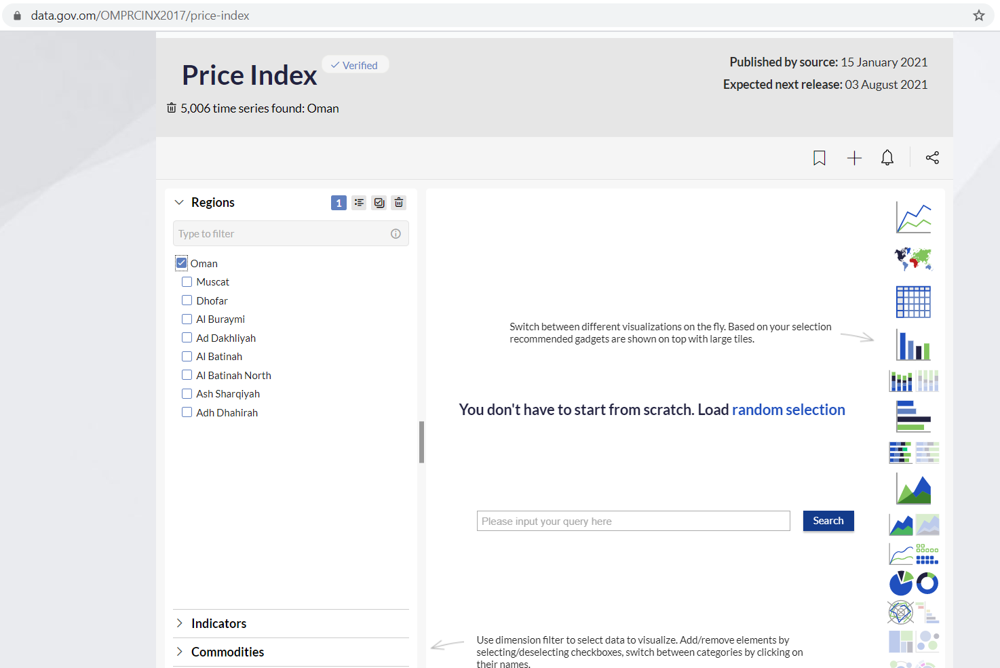 data.gov.om/OMPRCINX2017/price-index
Price Index
Verified
Published by source: 15 January 2021
Expected next release: 03 August 2021
5,006 time series found: Oman
Regions
1
Type to filter
Oman
Muscat
Dhofar
Al Buraymi
Ad Dakhliyah
Al Batinah
Al Batinah North
Ash Sharqiyah
Adh Dhahirah
Indicators
Commodities
Switch between different visualizations on the fly. Based on your selection
recommended gadgets are shown on top with large tiles.
You don't have to start from scratch. Load random selection
Please input your query here
Search
Use dimension filter to select data to visualize. Add/remove elements by
selecting/deselecting checkboxes, switch between categories by clicking on
their names.